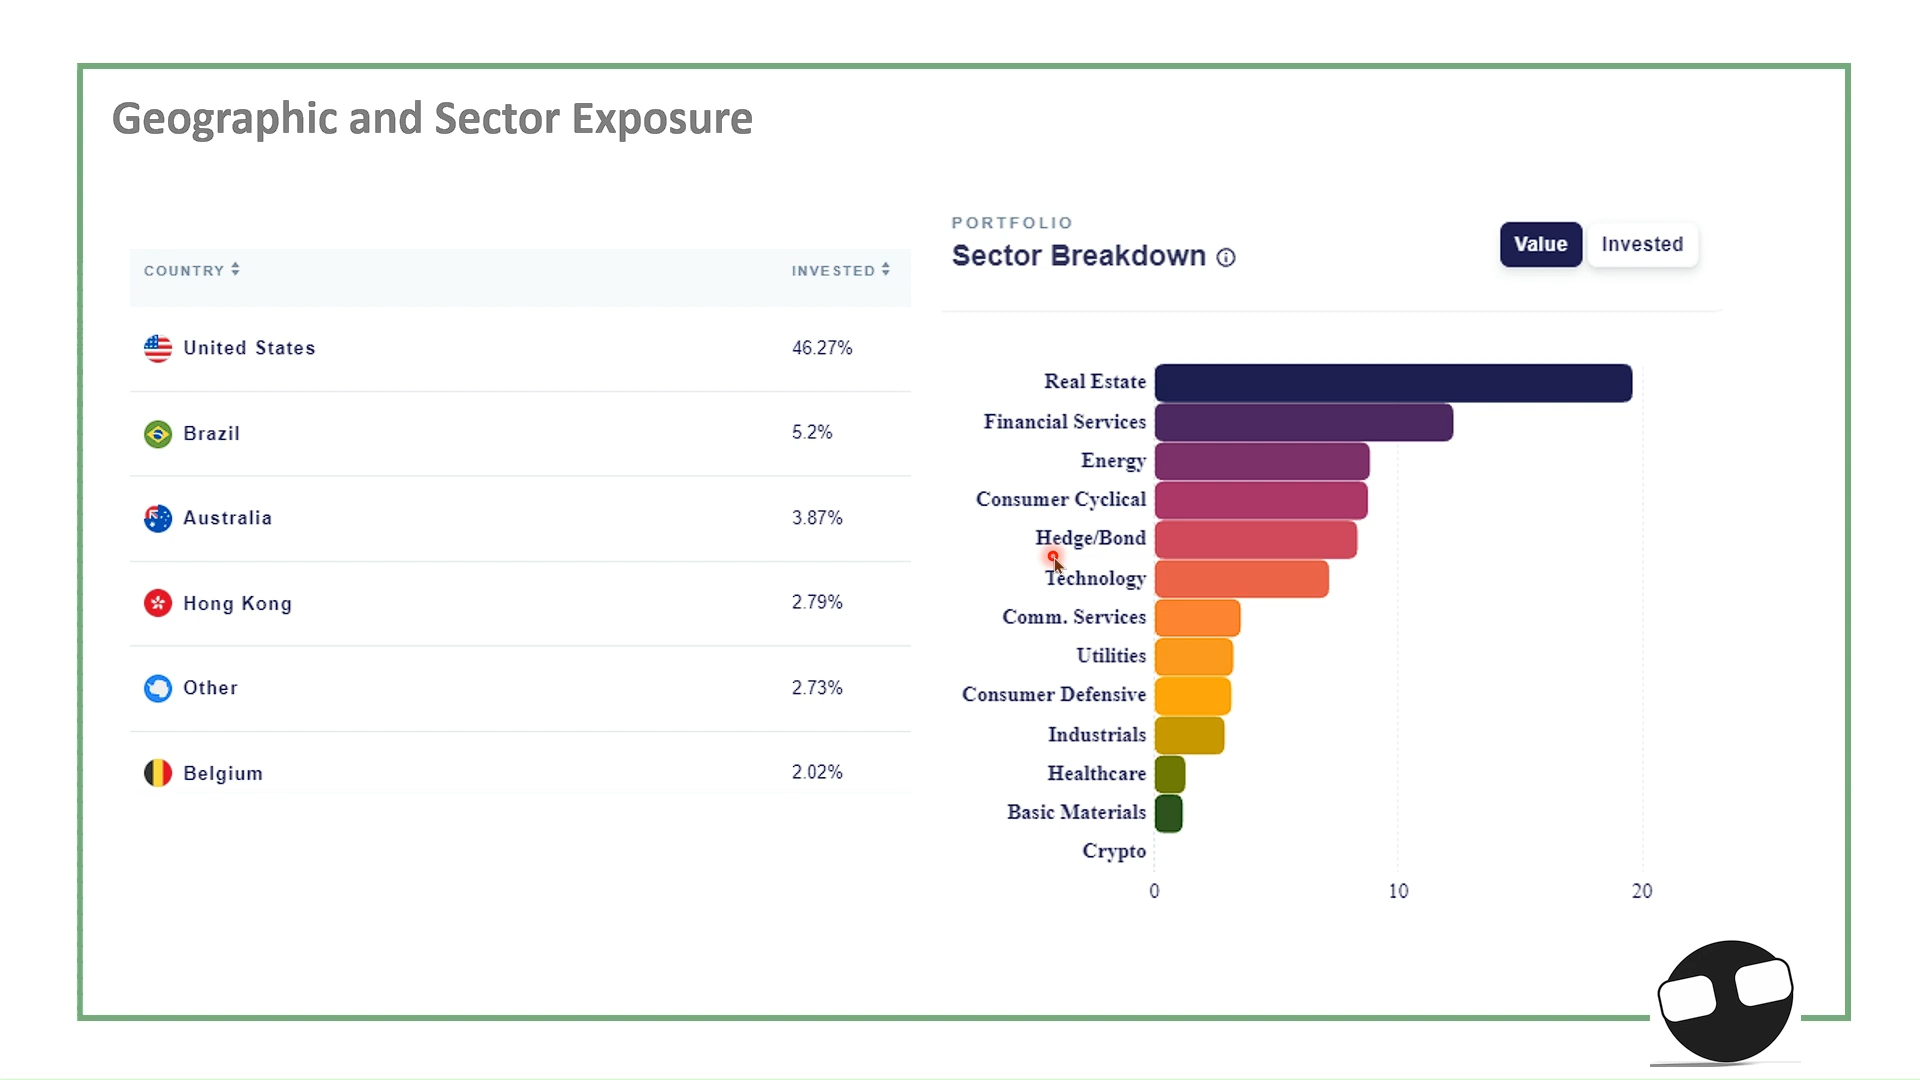 Geographic and Sector Exposure
COUNTRY INVESTED
United States 46.27%
Brazil 5.2%
Australia 3.87%
Hong Kong 2.79%
Other 2.73%
Belgium 2.02%
PORTFOLIO
Sector Breakdown
Value Invested
Real Estate
Financial Services
Energy
Consumer Cyclical
Hedge/Bond
Technology
Comm. Services
Utilities
Consumer Defensive
Industrials
Healthcare
Basic Materials
Crypto
0 10 20